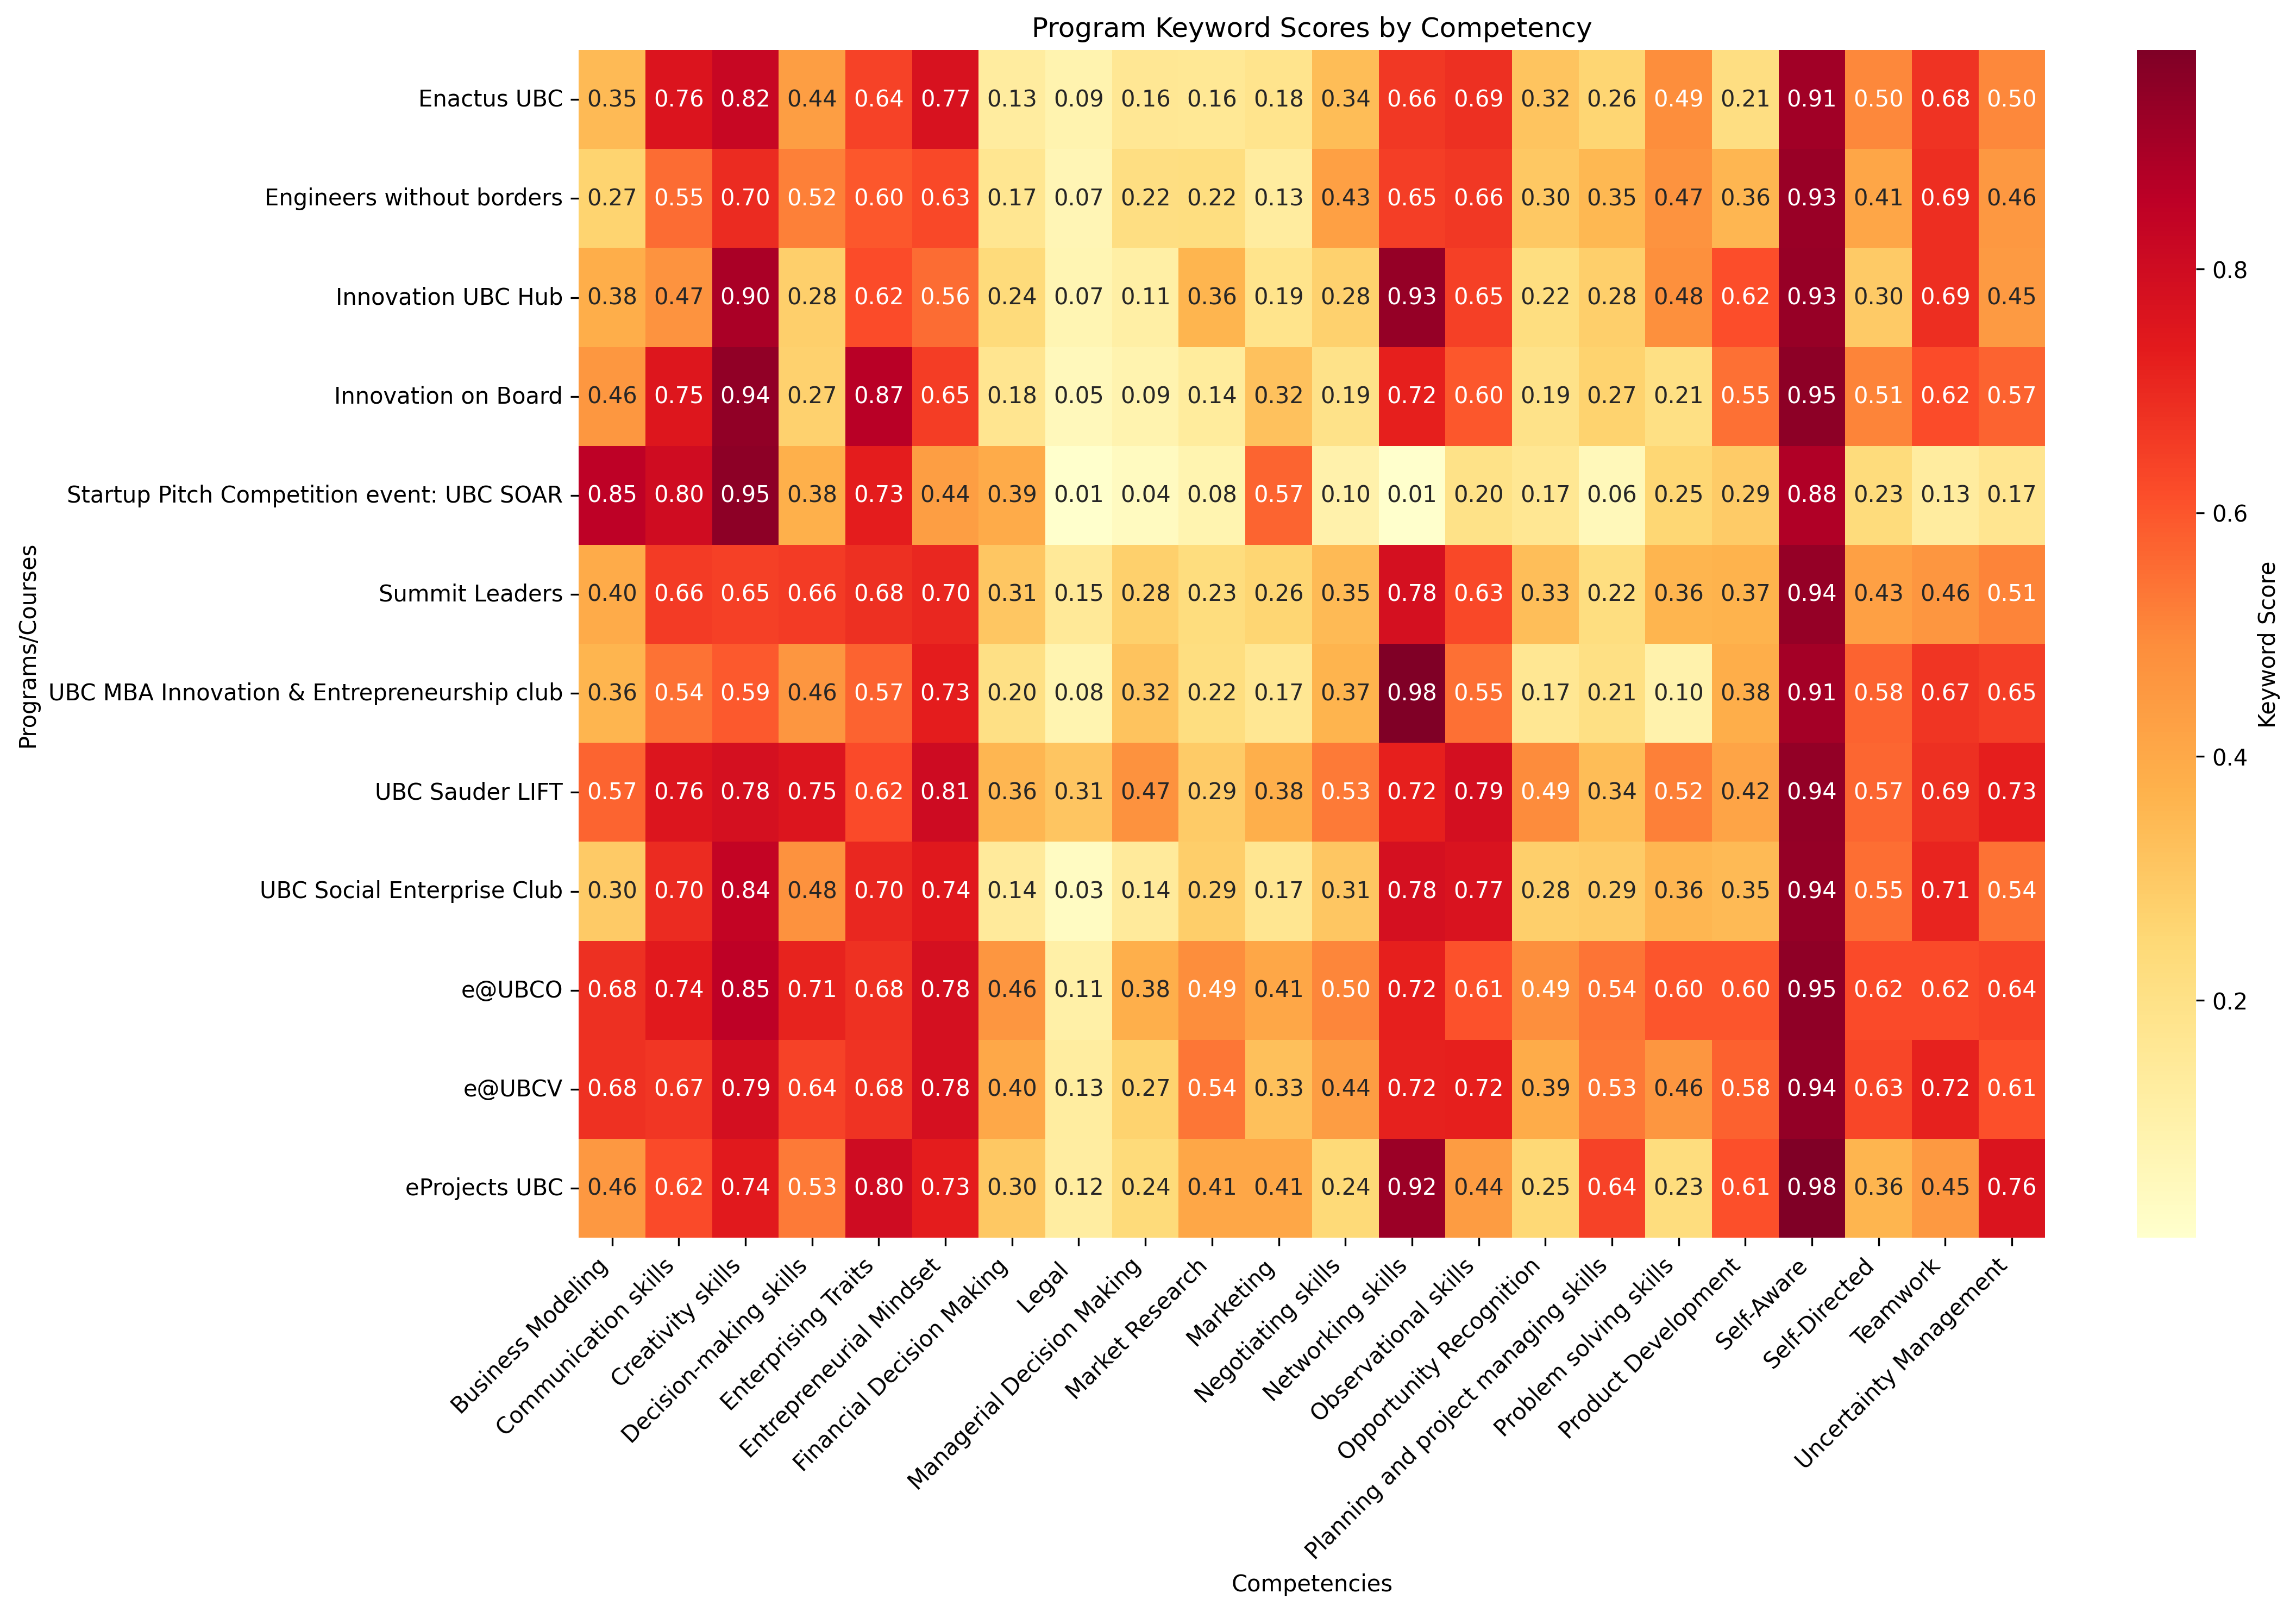 Program Keyword Scores by Competency
Programs/Courses
Enactus UBC 0.35 0.76 0.82 0.44 0.64 0.77 0.13 0.09 0.16 0.16 0.18 0.34 0.66 0.69 0.32 0.26 0.49 0.21 0.91 0.50 0.68 0.50
Engineers without borders 0.27 0.55 0.70 0.52 0.60 0.63 0.17 0.07 0.22 0.22 0.13 0.43 0.65 0.66 0.30 0.35 0.47 0.36 0.93 0.41 0.69 0.46
Innovation UBC Hub 0.38 0.47 0.90 0.28 0.62 0.56 0.24 0.07 0.11 0.36 0.19 0.28 0.93 0.65 0.22 0.28 0.48 0.62 0.93 0.30 0.69 0.45
Innovation on Board 0.46 0.75 0.94 0.27 0.87 0.65 0.18 0.05 0.09 0.14 0.32 0.19 0.72 0.60 0.19 0.27 0.21 0.55 0.95 0.51 0.62 0.57
Startup Pitch Competition event: UBC SOAR 0.85 0.80 0.95 0.38 0.73 0.44 0.39 0.01 0.04 0.08 0.57 0.10 0.01 0.20 0.17 0.06 0.25 0.29 0.88 0.23 0.13 0.17
Summit Leaders 0.40 0.66 0.65 0.66 0.68 0.70 0.31 0.15 0.28 0.23 0.26 0.35 0.78 0.63 0.33 0.22 0.36 0.37 0.94 0.43 0.46 0.51
UBC MBA Innovation & Entrepreneurship club 0.36 0.54 0.59 0.46 0.57 0.73 0.20 0.08 0.32 0.22 0.17 0.37 0.98 0.55 0.17 0.21 0.10 0.38 0.91 0.58 0.67 0.65
UBC Sauder LIFT 0.57 0.76 0.78 0.75 0.62 0.81 0.36 0.31 0.47 0.29 0.38 0.53 0.72 0.79 0.49 0.34 0.52 0.42 0.94 0.57 0.69 0.73
UBC Social Enterprise Club 0.30 0.70 0.84 0.48 0.70 0.74 0.14 0.03 0.14 0.29 0.17 0.31 0.78 0.77 0.28 0.29 0.36 0.35 0.94 0.55 0.71 0.54
e@UBCO 0.68 0.74 0.85 0.71 0.68 0.78 0.46 0.11 0.38 0.49 0.41 0.50 0.72 0.61 0.49 0.54 0.60 0.60 0.95 0.62 0.62 0.64
e@UBCV 0.68 0.67 0.79 0.64 0.68 0.78 0.40 0.13 0.27 0.54 0.33 0.44 0.72 0.72 0.39 0.53 0.46 0.58 0.94 0.63 0.72 0.61
eProjects UBC 0.46 0.62 0.74 0.53 0.80 0.73 0.30 0.12 0.24 0.41 0.41 0.24 0.92 0.44 0.25 0.64 0.23 0.61 0.98 0.36 0.45 0.76
Business Modeling
Communication skills
Creativity skills
Decision-making skills
Enterprising Traits
Entrepreneurial Mindset
Financial Decision Making
Legal
Managerial Decision Making
Market Research
Marketing
Negotiating skills
Networking skills
Observational skills
Opportunity Recognition
Planning and project managing skills
Problem solving skills
Product Development
Self-Aware
Self-Directed
Teamwork
Uncertainty Management
Competencies
0.8
0.6
0.4
0.2
Keyword Score